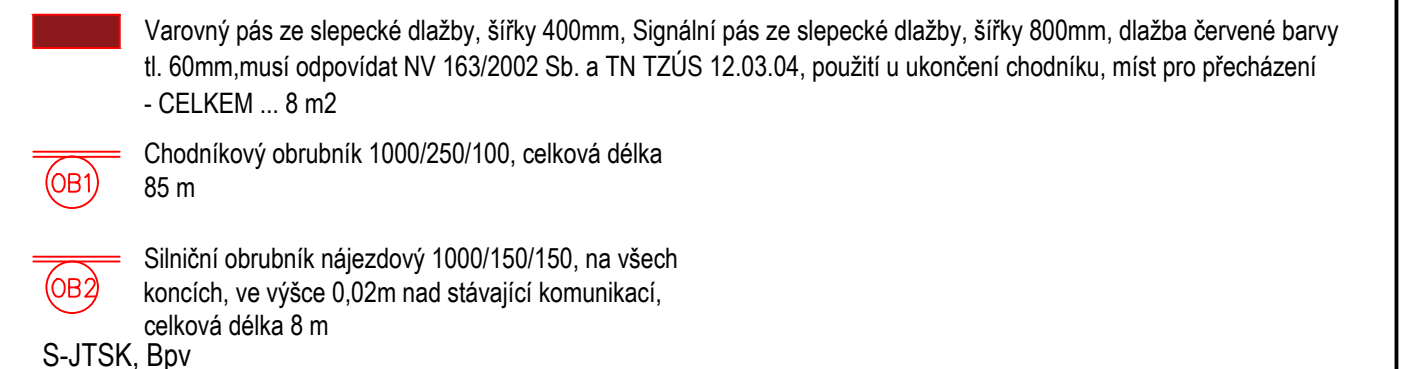 Varovný pás ze slepecké dlažby, šířky 400mm, Signální pás ze slepecké dlažby, šířky 800mm, dlažba červené barvy
tl. 60mm,musí odpovídat NV 163/2002 Sb. a TN TZÚS 12.03.04, použití u ukončení chodníku, míst pro přecházení
- CELKEM ... 8 m2
OB1
Chodníkový obrubník 1000/250/100, celková délka
85 m
OB2
Silniční obrubník nájezdový 1000/150/150, na všech
koncích, ve výšce 0,02m nad stávající komunikací,
celková délka 8 m
S-JTSK, Bpv